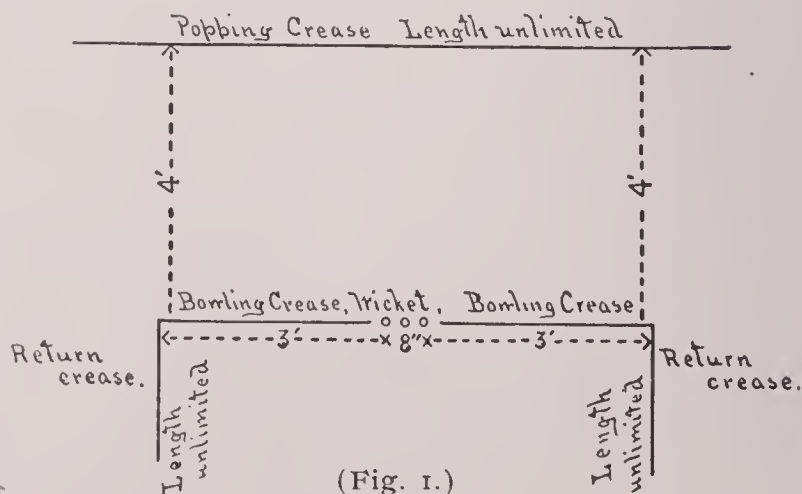 Popping Crease Length unlimited
4' 4'
Bowling Crease, Wicket, Bowling Crease
3' 8" 3'
Return
crease.
Return
crease.
Length
unlimited
Length
unlimited
(Fig. 1.)